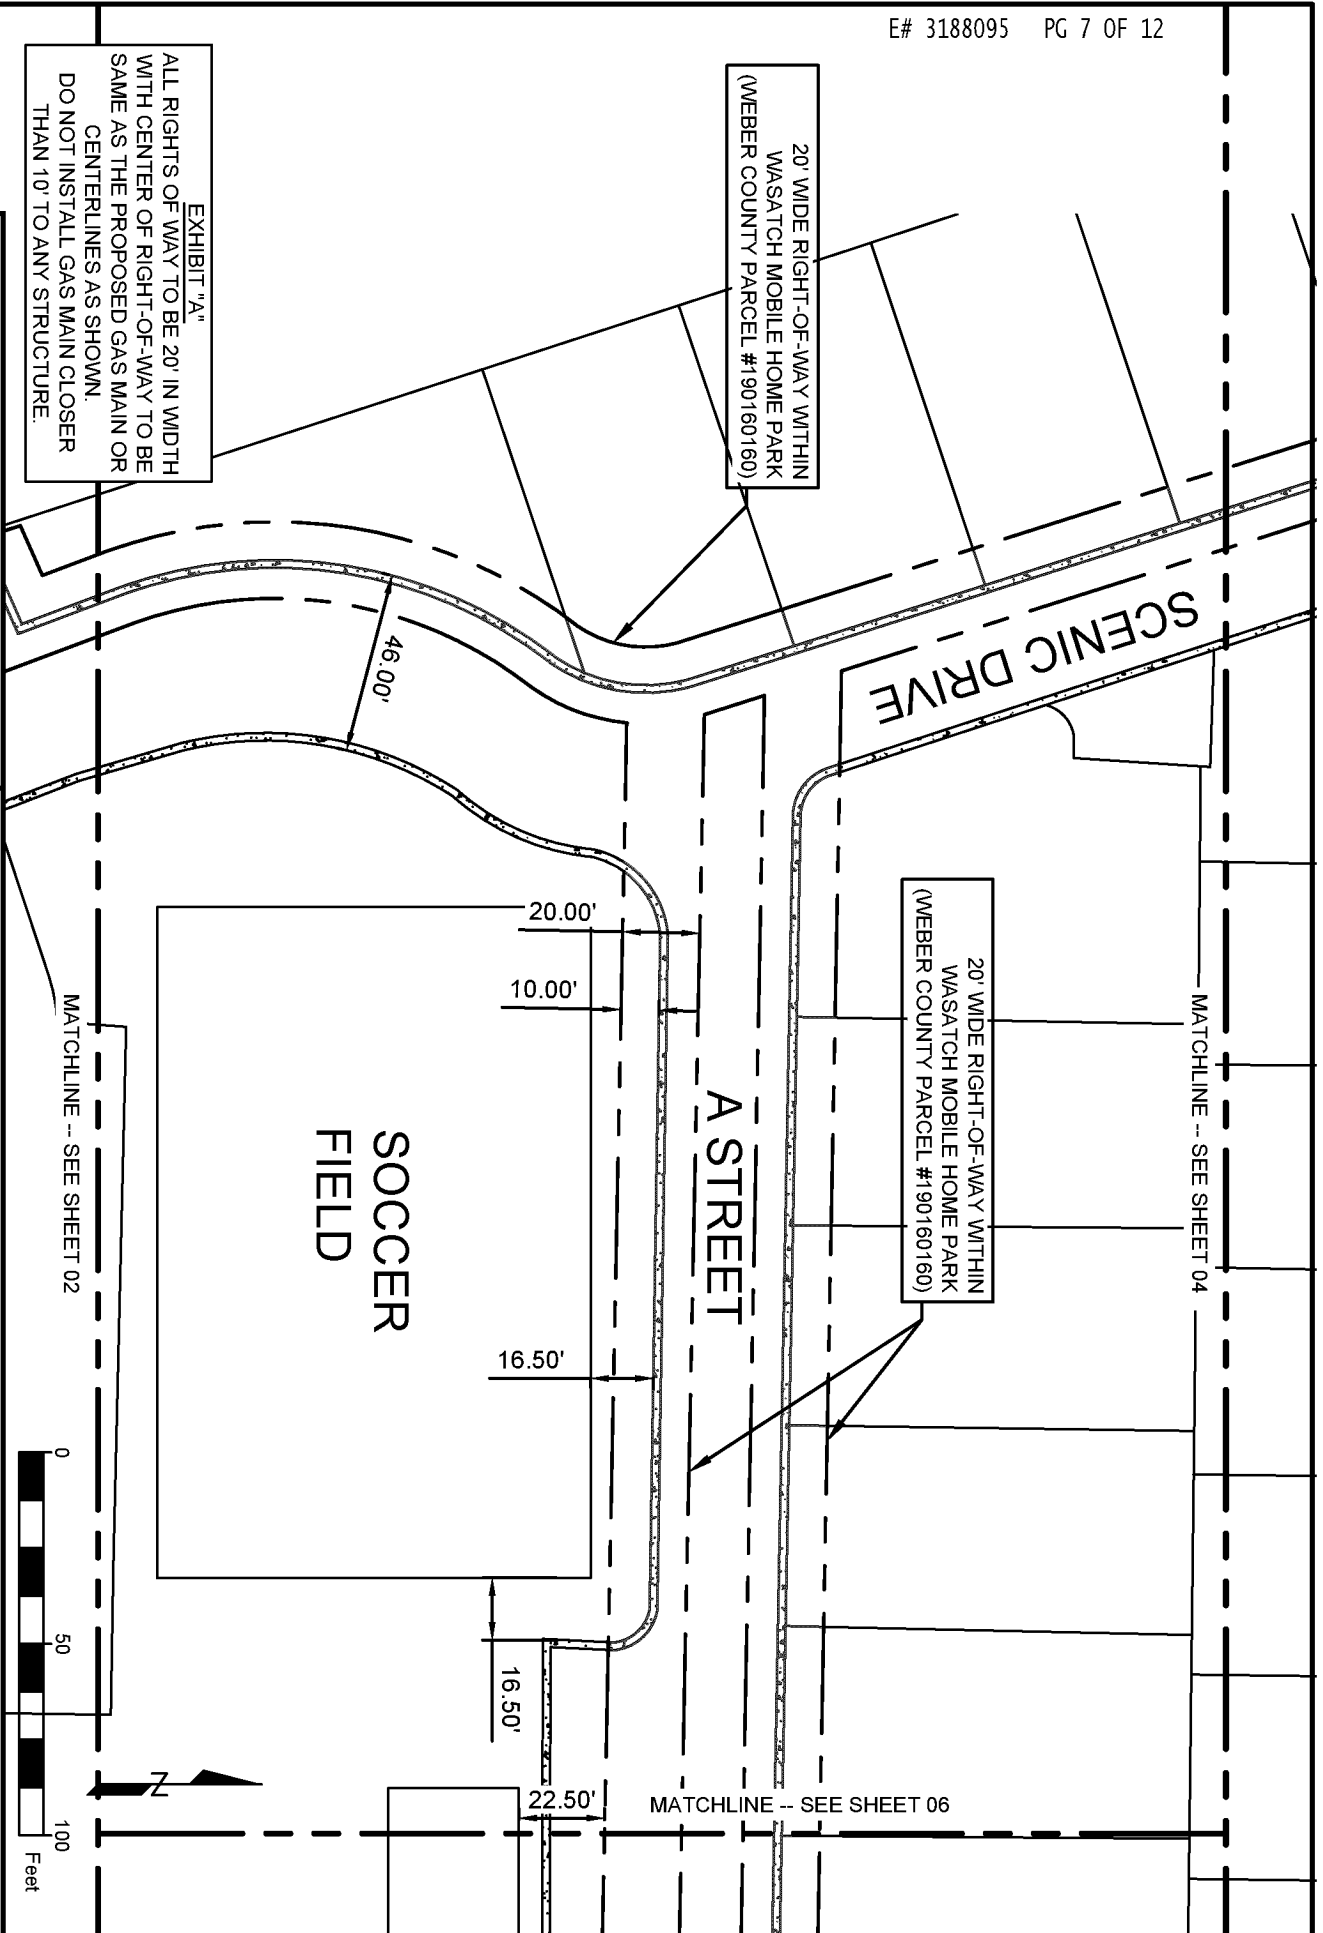 E# 3188095 PG 7 OF 12
EXHIBIT "A"
ALL RIGHTS OF WAY TO BE 20' IN WIDTH
WITH CENTER OF RIGHT-OF-WAY TO BE
SAME AS THE PROPOSED GAS MAIN OR
CENTERLINES AS SHOWN.
DO NOT INSTALL GAS MAIN CLOSER
THAN 10' TO ANY STRUCTURE.
20' WIDE RIGHT-OF-WAY WITHIN
WASATCH MOBILE HOME PARK
(WEBER COUNTY PARCEL #190160160)
SCENIC DRIVE
46.00'
20' WIDE RIGHT-OF-WAY WITHIN
WASATCH MOBILE HOME PARK
(WEBER COUNTY PARCEL #190160160)
MATCHLINE -- SEE SHEET 04
20.00'
10.00'
A STREET
SOCCER
FIELD
MATCHLINE -- SEE SHEET 02
16.50'
16.50'
22.50'
MATCHLINE -- SEE SHEET 06
N
0
50
100
Feet